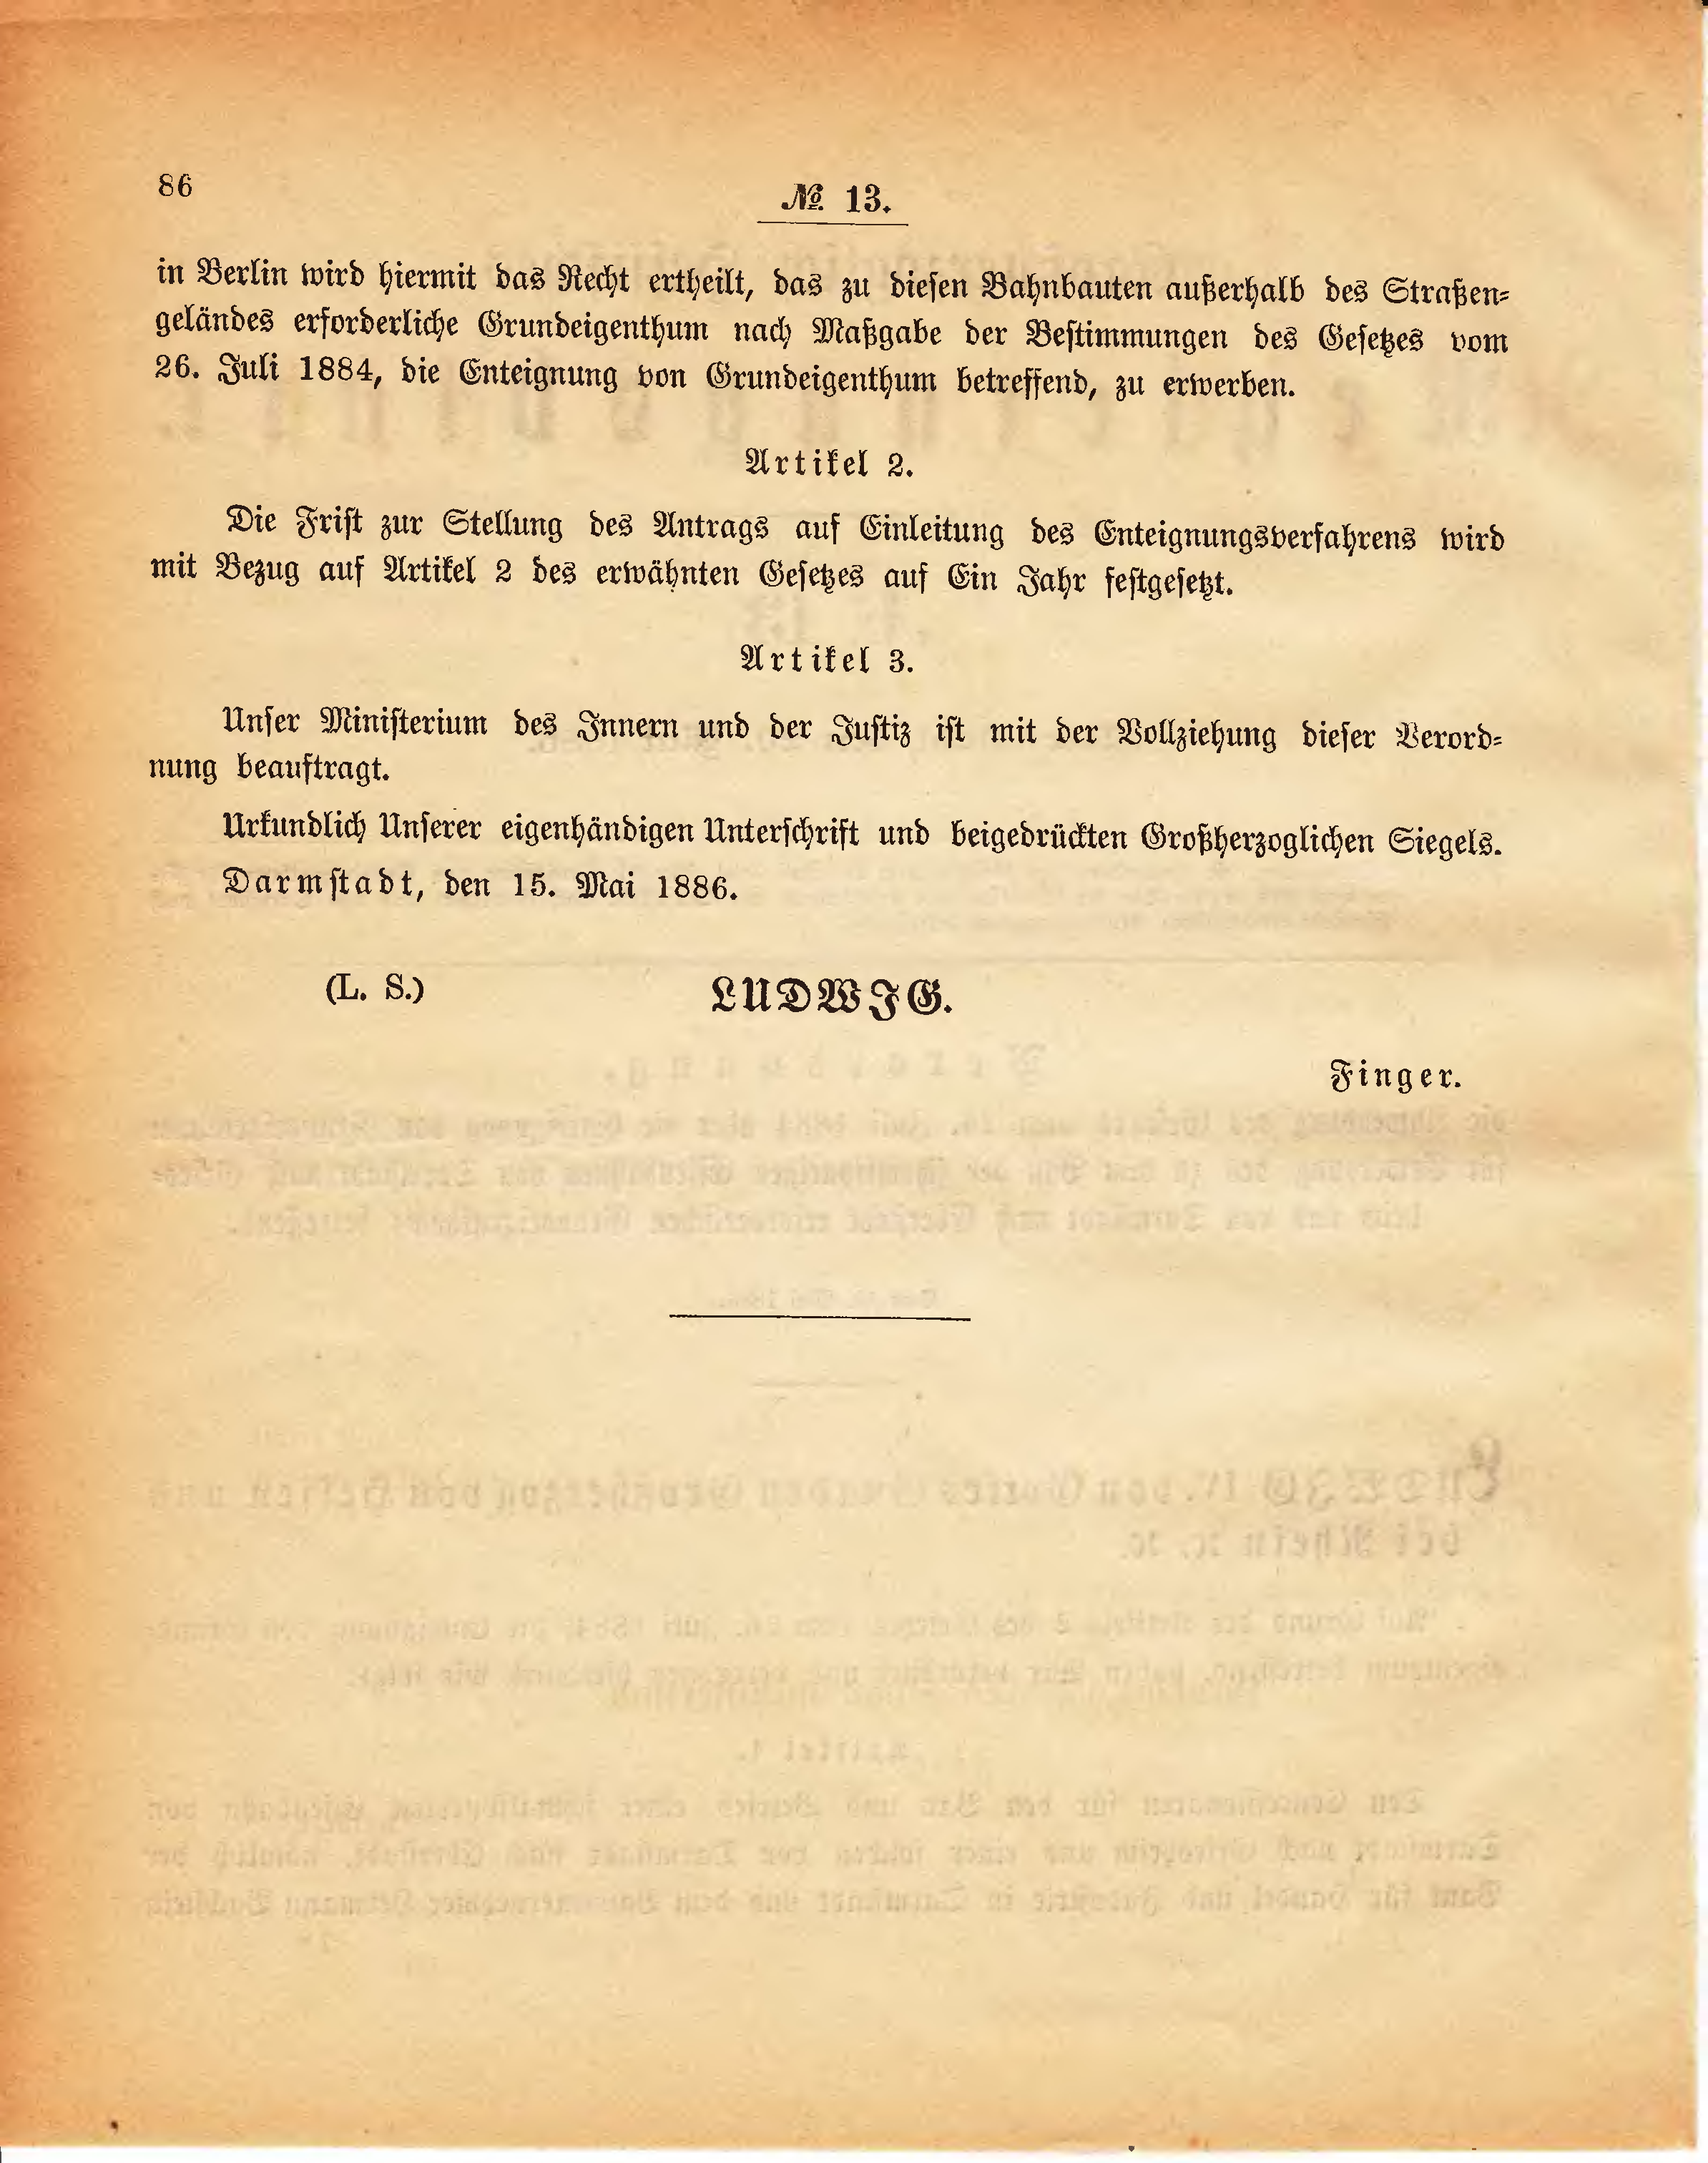 86
№ 13.
in Berlin wird hiermit das Recht ertheilt, das zu diesen Bahnbauten außerhalb des Straßen-
geländes erforderliche Grundeigenthum nach Maßgabe der Bestimmungen des Gesetzes vom
26. Juli 1884, die Enteignung von Grundeigenthum betreffend, zu erwerben.
Artikel 2.
Die Frist zur Stellung des Antrags auf Einleitung des Enteignungsverfahrens wird
mit Bezug auf Artikel 2 des erwähnten Gesetzes auf Ein Jahr festgesetzt.
Artikel 3.
Unser Ministerium des Innern und der Justiz ist mit der Vollziehung dieser Verord-
nung beauftragt.
Urkundlich Unserer eigenhändigen Unterschrift und beigedrückten Großherzoglichen Siegels.
Darmstadt, den 15. Mai 1886.
(L. S.) LUDWIG.
Finger.